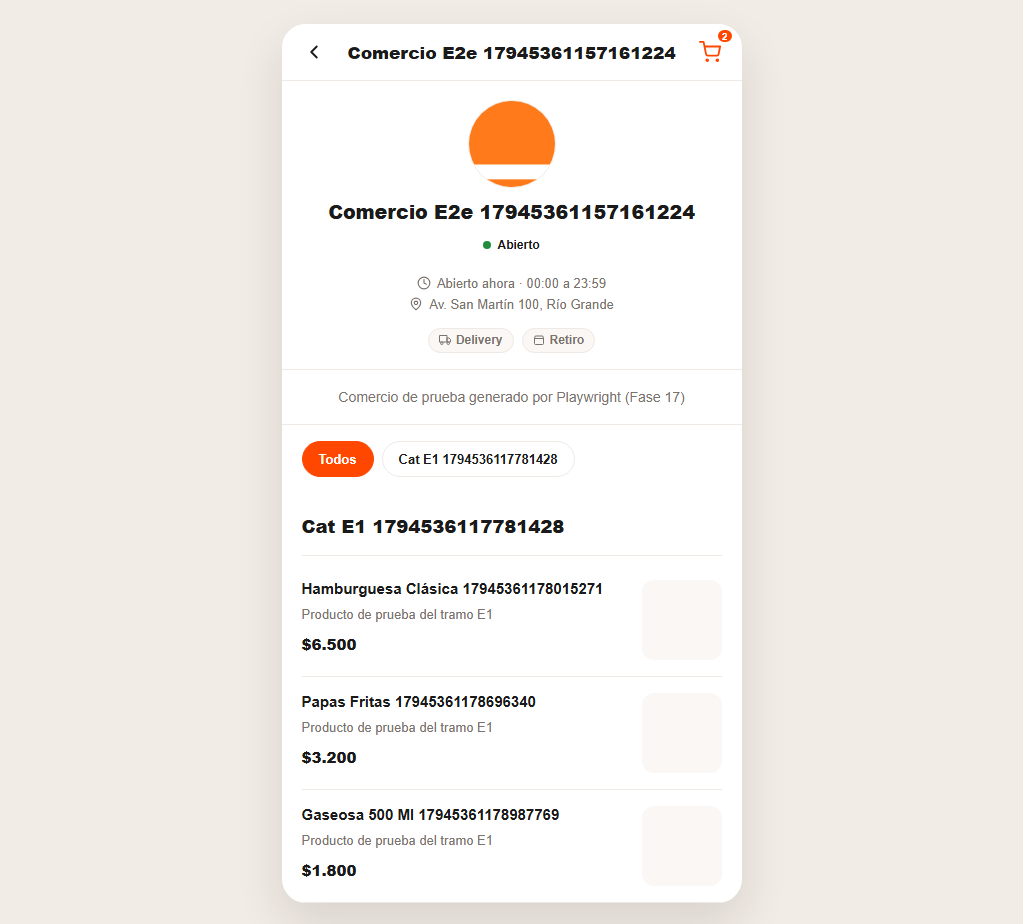 Comercio E2e 17945361157161224
2
Comercio E2e 17945361157161224
Abierto
Abierto ahora · 00:00 a 23:59
Av. San Martín 100, Río Grande
Delivery Retiro
Comercio de prueba generado por Playwright (Fase 17)
Todos Cat E1 1794536117781428
Cat E1 1794536117781428
Hamburguesa Clásica 17945361178015271
Producto de prueba del tramo E1
$6.500
Papas Fritas 17945361178696340
Producto de prueba del tramo E1
$3.200
Gaseosa 500 Ml 17945361178987769
Producto de prueba del tramo E1
$1.800